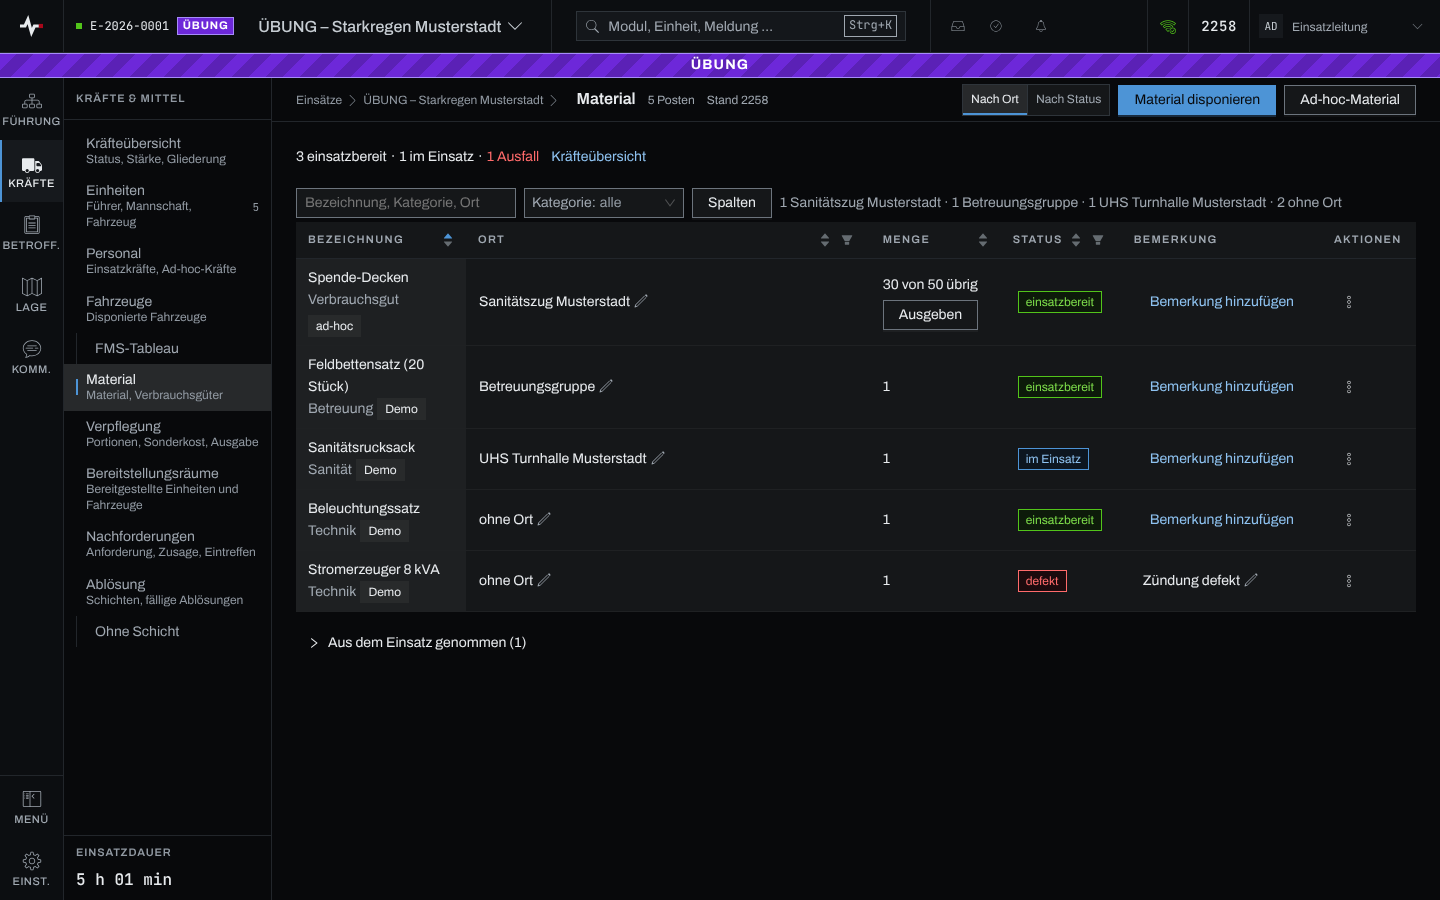 E-2026-0001 ÜBUNG ÜBUNG – Starkregen Musterstadt Modul, Einheit, Meldung ... Strg+K 2258 AD Einsatzleitung
ÜBUNG
FÜHRUNG
KRÄFTE
BETROFF.
LAGE
KOMM.
MENÜ
EINST.
KRÄFTE & MITTEL
Kräfteübersicht
Status, Stärke, Gliederung
Einheiten
Führer, Mannschaft,
Fahrzeug
5
Personal
Einsatzkräfte, Ad-hoc-Kräfte
Fahrzeuge
Disponierte Fahrzeuge
FMS-Tableau
Material
Material, Verbrauchsgüter
Verpflegung
Portionen, Sonderkost, Ausgabe
Bereitstellungsräume
Bereitgestellte Einheiten und
Fahrzeuge
Nachforderungen
Anforderung, Zusage, Eintreffen
Ablösung
Schichten, fällige Ablösungen
Ohne Schicht
EINSATZDAUER
5 h 01 min
Einsätze ÜBUNG – Starkregen Musterstadt Material 5 Posten Stand 2258 Nach Ort Nach Status Material disponieren Ad-hoc-Material
3 einsatzbereit · 1 im Einsatz · 1 Ausfall Kräfteübersicht
Bezeichnung, Kategorie, Ort Kategorie: alle Spalten 1 Sanitätszug Musterstadt · 1 Betreuungsgruppe · 1 UHS Turnhalle Musterstadt · 2 ohne Ort
BEZEICHNUNG ORT MENGE STATUS BEMERKUNG AKTIONEN
Spende-Decken
Verbrauchsgut
ad-hoc
Sanitätszug Musterstadt
30 von 50 übrig
Ausgeben
einsatzbereit
Bemerkung hinzufügen
Feldbettensatz (20
Stück)
Betreuung Demo
Betreuungsgruppe
1
einsatzbereit
Bemerkung hinzufügen
Sanitätsrucksack
Sanität Demo
UHS Turnhalle Musterstadt
1
im Einsatz
Bemerkung hinzufügen
Beleuchtungssatz
Technik Demo
ohne Ort
1
einsatzbereit
Bemerkung hinzufügen
Stromerzeuger 8 kVA
Technik Demo
ohne Ort
1
defekt
Zündung defekt
Aus dem Einsatz genommen (1)